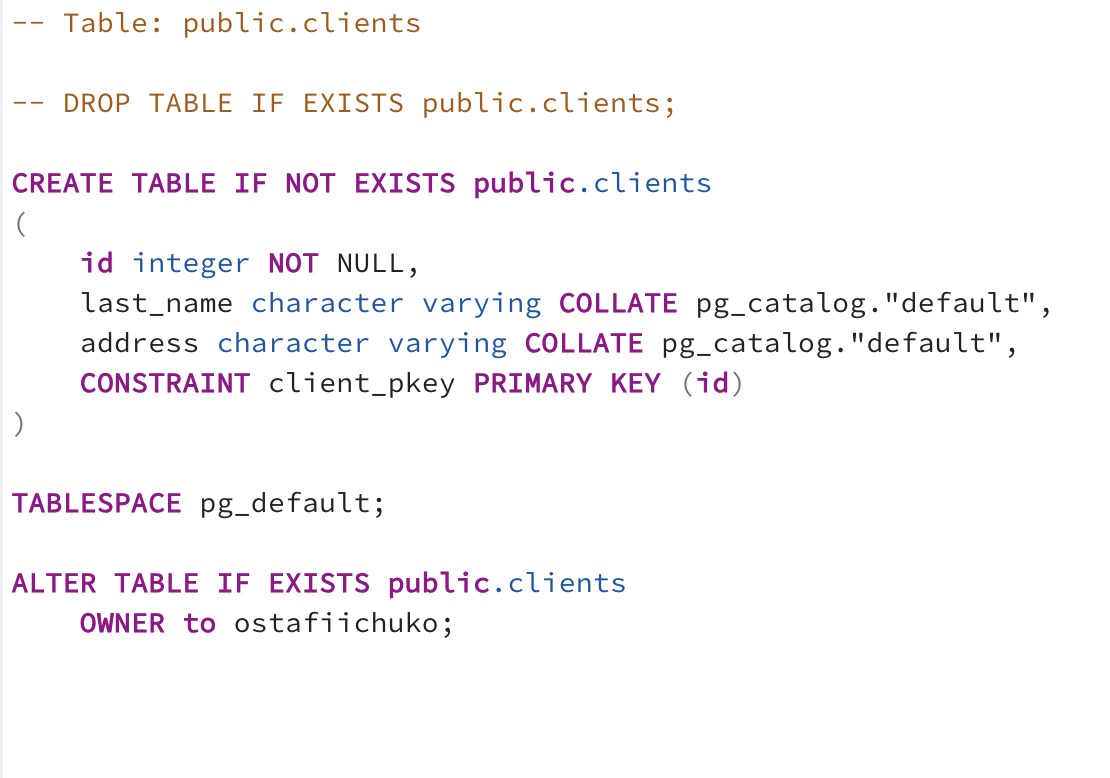 -- Table: public.clients
-- DROP TABLE IF EXISTS public.clients;
CREATE TABLE IF NOT EXISTS public.clients
(
    id integer NOT NULL,
    last_name character varying COLLATE pg_catalog."default",
    address character varying COLLATE pg_catalog."default",
    CONSTRAINT client_pkey PRIMARY KEY (id)
)
TABLESPACE pg_default;
ALTER TABLE IF EXISTS public.clients
    OWNER to ostafiichuko;